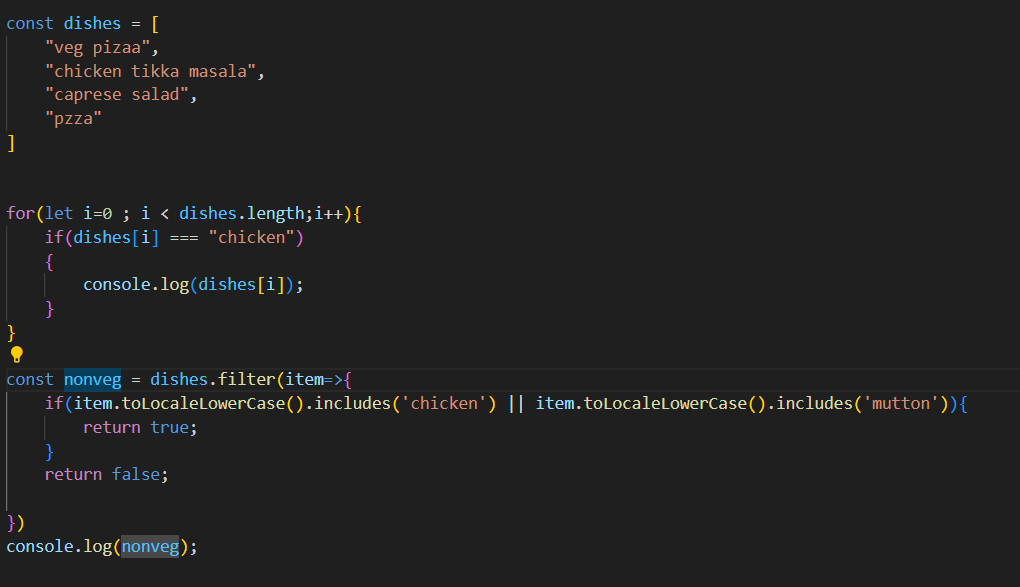 const dishes = [
    "veg pizaa",
    "chicken tikka masala",
    "caprese salad",
    "pzza"
]
for(let i=0 ; i < dishes.length;i++){
    if(dishes[i] === "chicken")
    {
        console.log(dishes[i]);
    }
}
const nonveg = dishes.filter(item=>{
    if(item.toLocaleLowerCase().includes('chicken') || item.toLocaleLowerCase().includes('mutton')){
        return true;
    }
    return false;
})
console.log(nonveg);